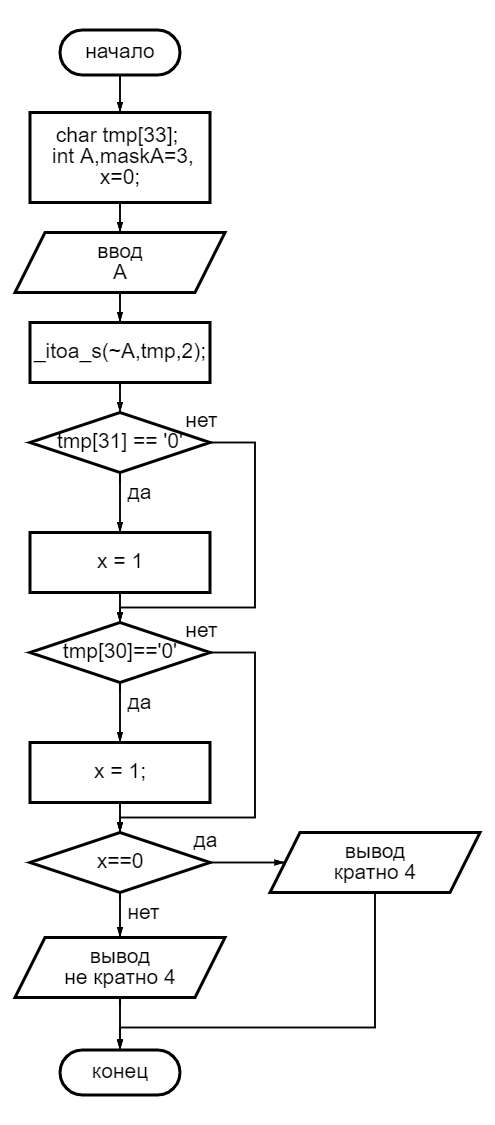 начало
char tmp[33];
int A,maskA=3,
x=0;
ввод
A
_itoa_s(~A,tmp,2);
нет
tmp[31] == '0'
да
x = 1
нет
tmp[30]=='0'
да
x = 1;
да
x==0
вывод
кратно 4
нет
вывод
не кратно 4
конец